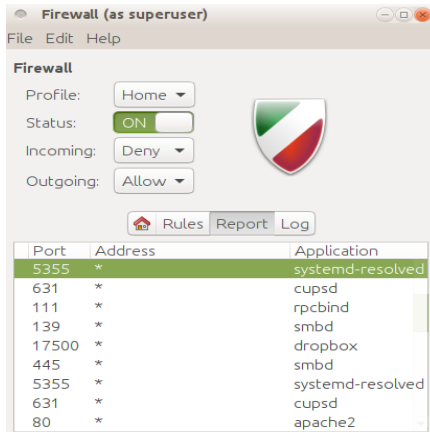 Firewall (as superuser)
File Edit Help
Firewall
Profile: Home
Status: ON
Incoming: Deny
Outgoing: Allow
Rules Report Log
Port Address Application
5355 * systemd-resolved
631 * cupsd
111 * rpcbind
139 * smbd
17500 * dropbox
445 * smbd
5355 * systemd-resolved
631 * cupsd
80 * apache2